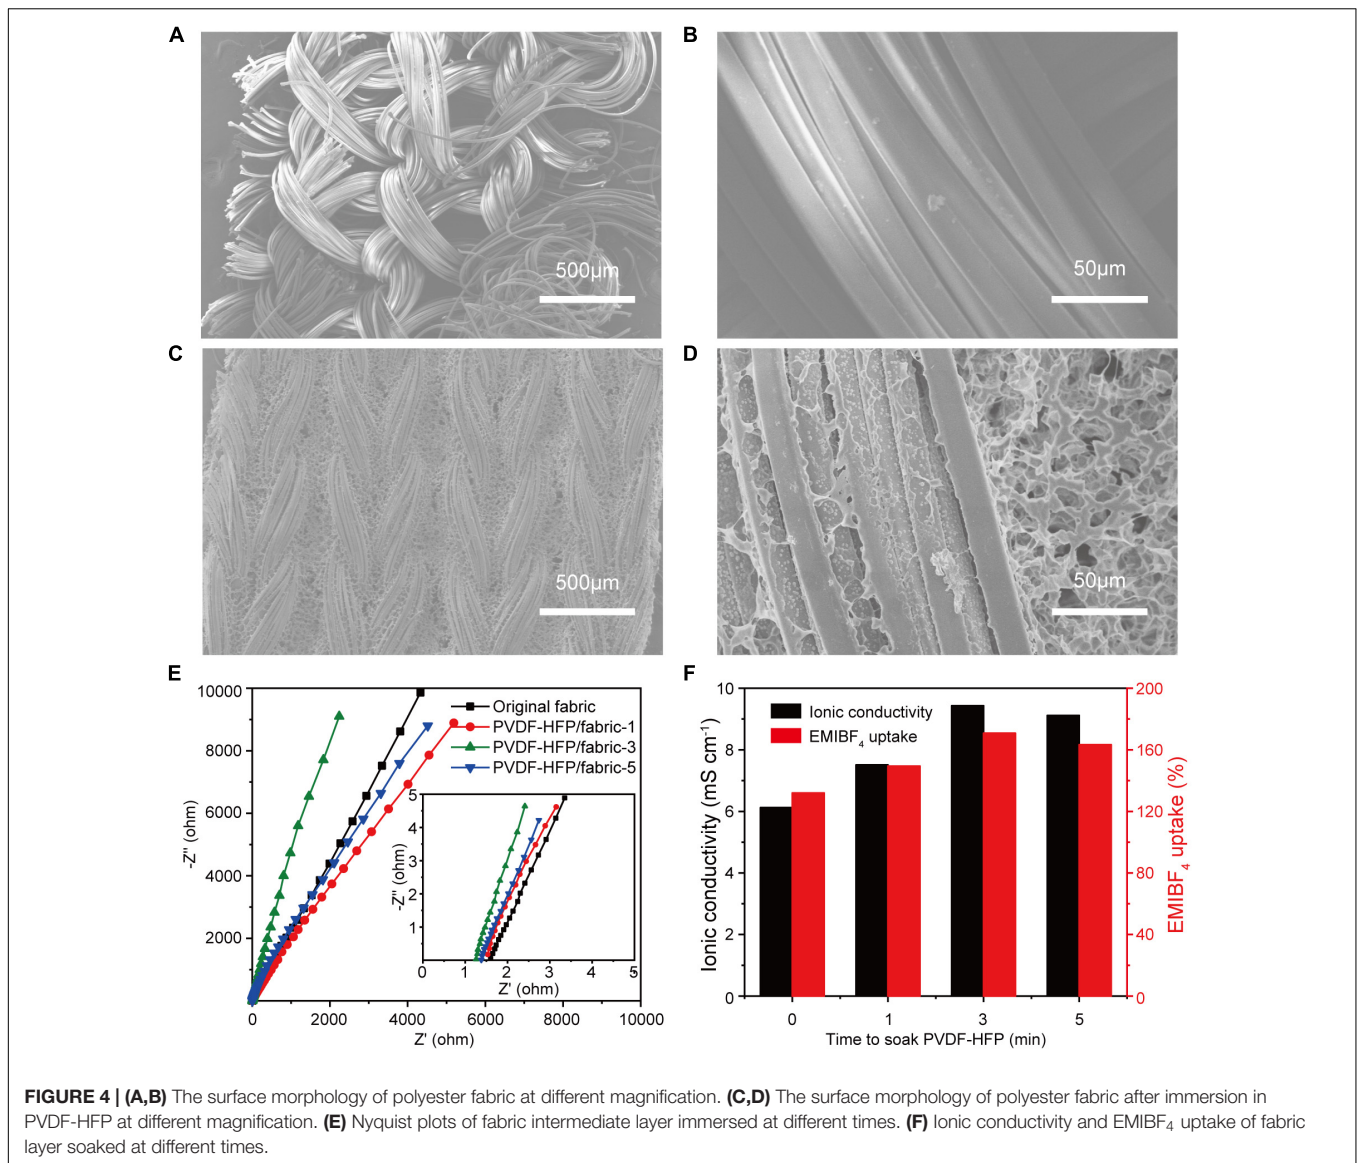 A
B
500µm
50µm
C
D
500µm
50µm
E
10000
8000
6000
4000
2000
-Z'' (ohm)
Original fabric
PVDF-HFP/fabric-1
PVDF-HFP/fabric-3
PVDF-HFP/fabric-5
5
4
3
2
1
-Z'' (ohm)
0 1 2 3 4 5
Z' (ohm)
0 2000 4000 6000 8000 10000
Z' (ohm)
F
10
8
6
4
2
0
Ionic conductivity (mS cm⁻¹)
Ionic conductivity
EMIBF₄ uptake
200
160
120
80
40
0
EMIBF₄ uptake (%)
0 1 3 5
Time to soak PVDF-HFP (min)
FIGURE 4 | (A,B) The surface morphology of polyester fabric at different magnification. (C,D) The surface morphology of polyester fabric after immersion in
PVDF-HFP at different magnification. (E) Nyquist plots of fabric intermediate layer immersed at different times. (F) Ionic conductivity and EMIBF₄ uptake of fabric
layer soaked at different times.